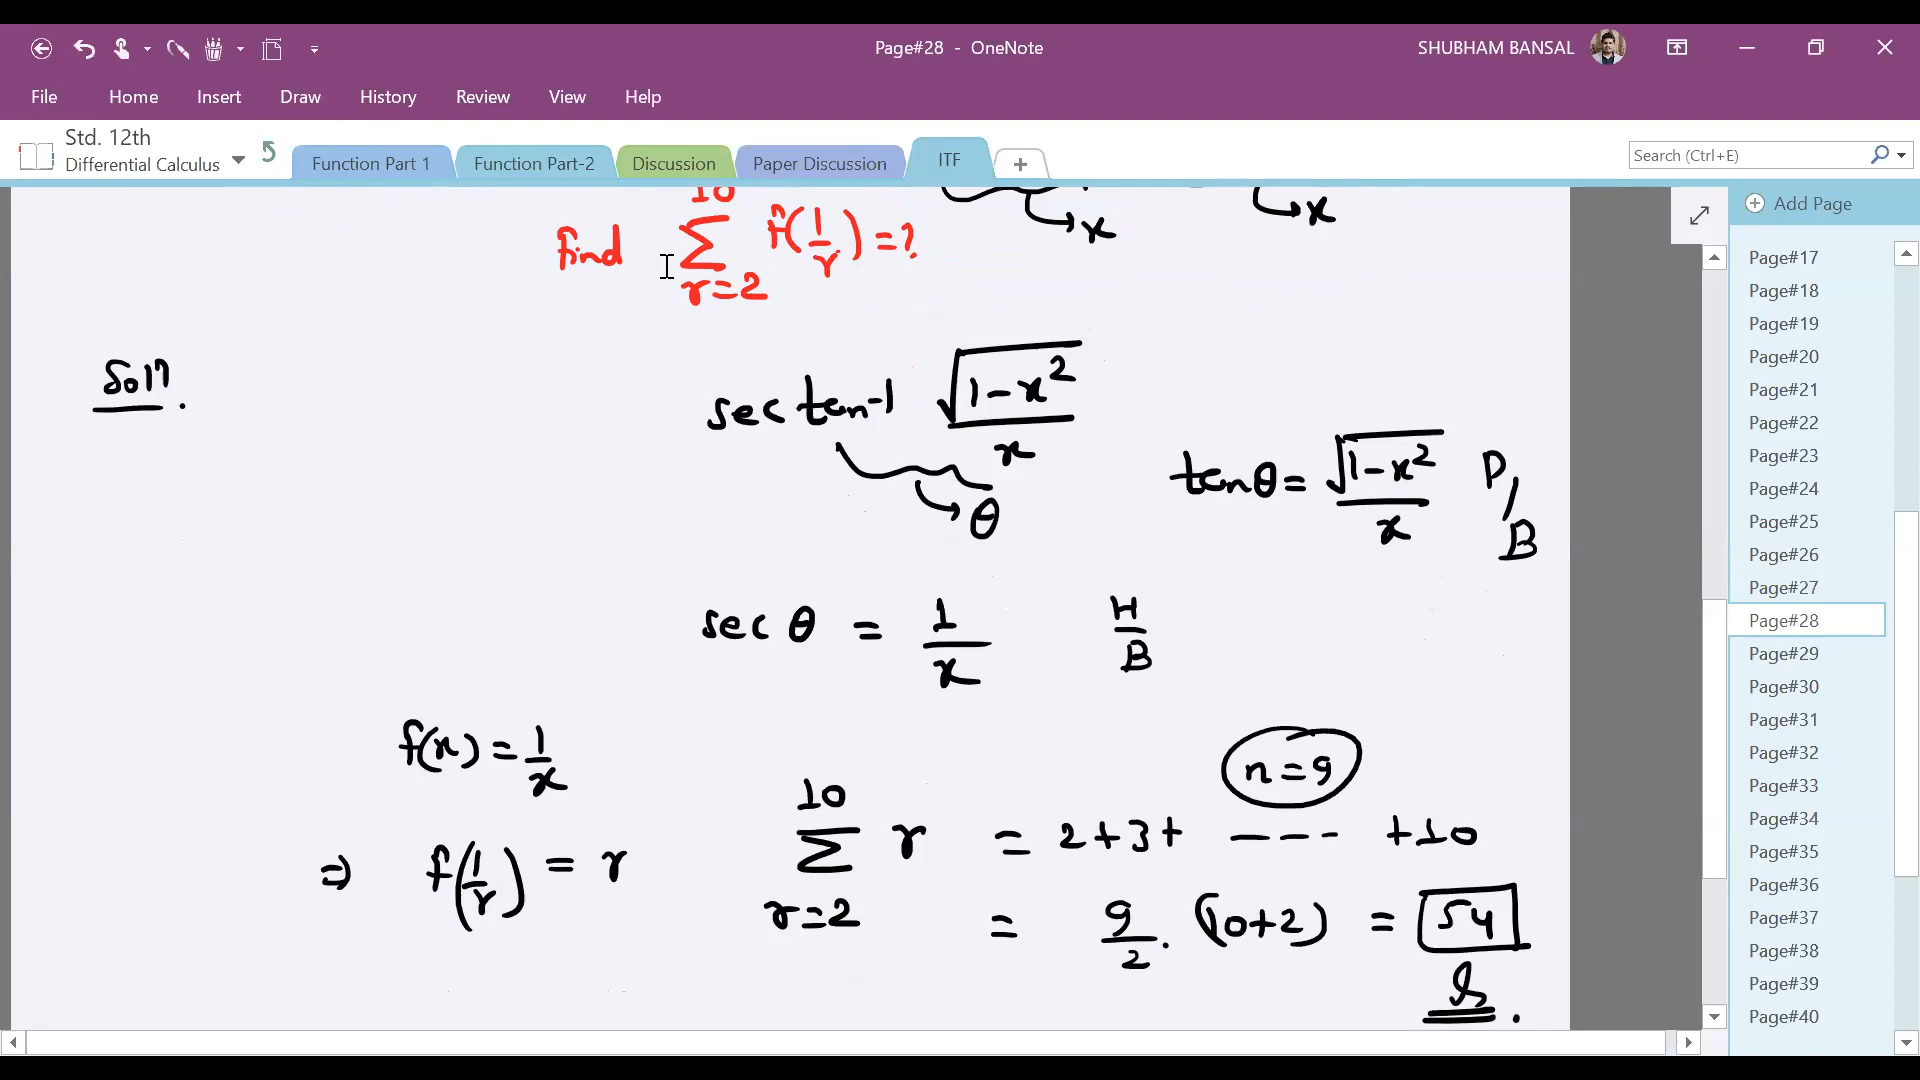 Page#28 - OneNote
SHUBHAM BANSAL
File Home Insert Draw History Review View Help
Std. 12th
Differential Calculus
Function Part 1
Function Part-2
Discussion
Paper Discussion
ITF
Search (Ctrl+E)
Add Page
Page#17
Page#18
Page#19
Page#20
Page#21
Page#22
Page#23
Page#24
Page#25
Page#26
Page#27
Page#28
Page#29
Page#30
Page#31
Page#32
Page#33
Page#34
Page#35
Page#36
Page#37
Page#38
Page#39
Page#40
→ x → x
Find ∑_{r=2}^{10} f(1/r) = ?
Solⁿ.
sec tan⁻¹ √(1-x²)/x
→ θ
tanθ = √(1-x²)/x P/B
sec θ = 1/x H/B
f(x) = 1/x
n = 9
⇒ f(1/r) = r
∑_{r=2}^{10} r = 2+3+ ---- +10
= 9/2 . (10+2) = 54